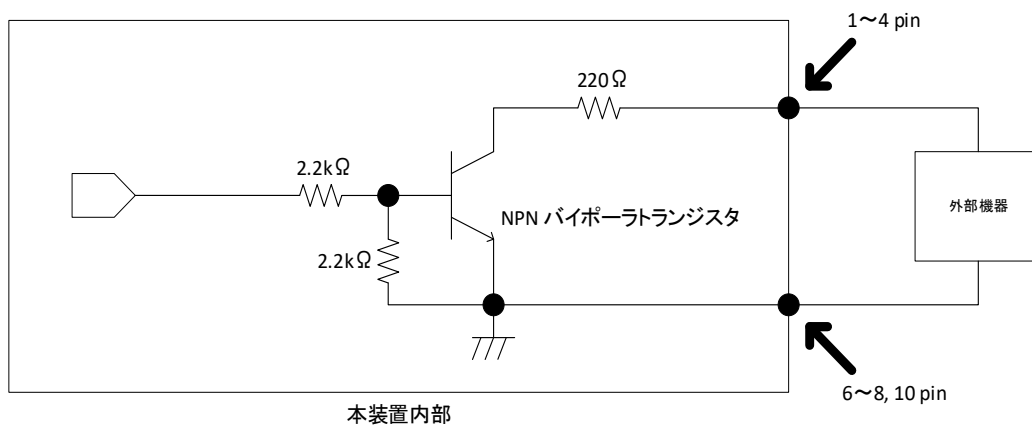 1～4 pin
220Ω
2.2kΩ
NPN バイポーラトランジスタ
外部機器
2.2kΩ
6～8, 10 pin
本装置内部